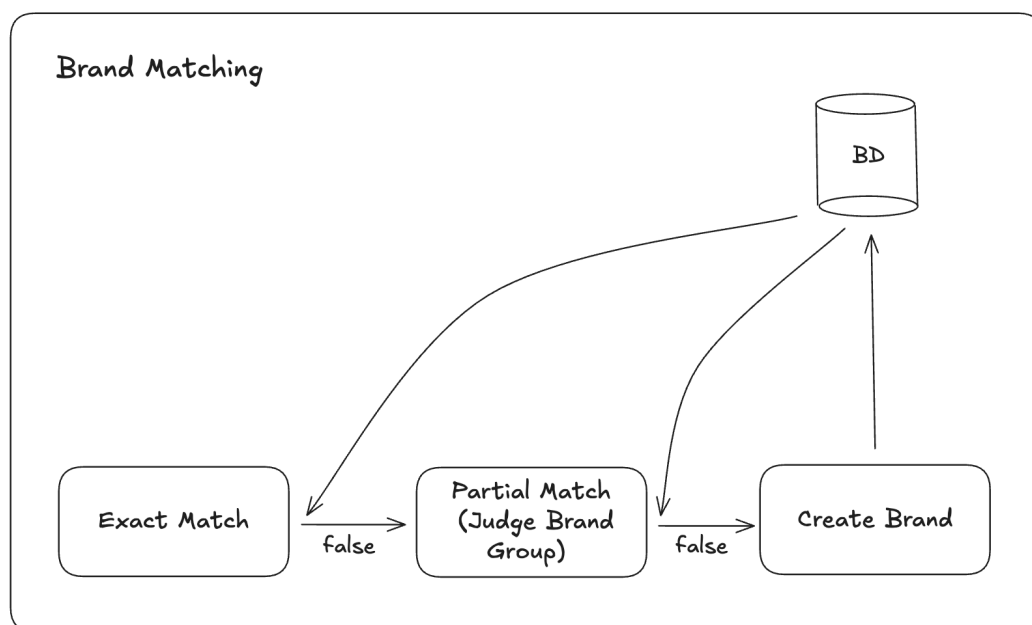 Brand Matching
BD
Exact Match
false
Partial Match
(Judge Brand
Group)
false
Create Brand